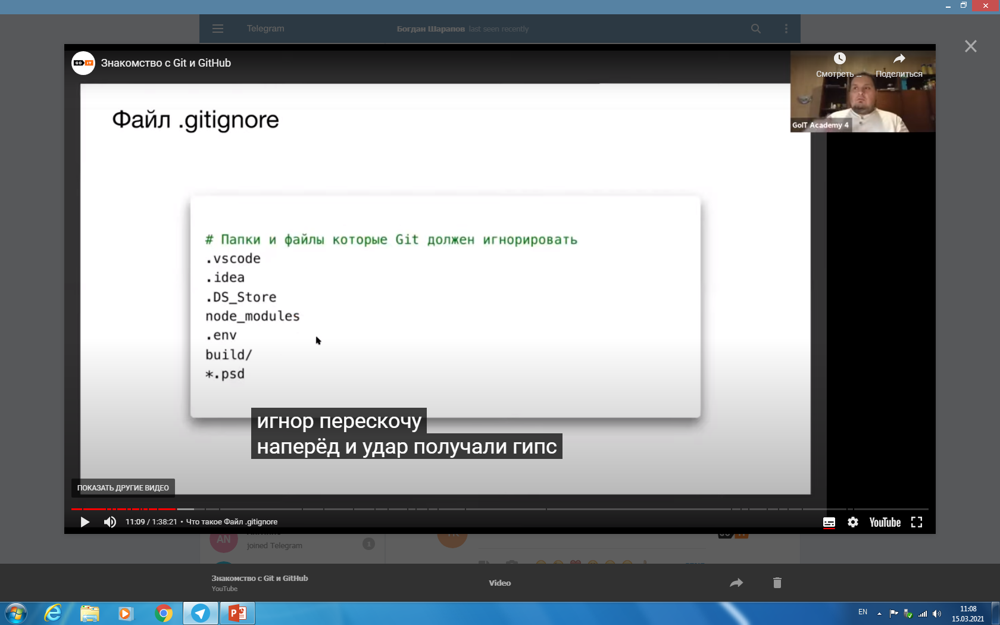 Telegram
Богдан Шарапов last seen recently
GO IT
Знакомство с Git и GitHub
Смотреть ...
Поделиться
GoIT Academy 4
Файл .gitignore
# Папки и файлы которые Git должен игнорировать
.vscode
.idea
.DS_Store
node_modules
.env
build/
*.psd
игнор перескочу
наперёд и удар получали гипс
ПОКАЗАТЬ ДРУГИЕ ВИДЕО
11:09 / 1:38:21 • Что такое Файл .gitignore
YouTube
AN
joined Telegram
1
Знакомство с Git и GitHub
YouTube
Video
EN
11:08
15.03.2021